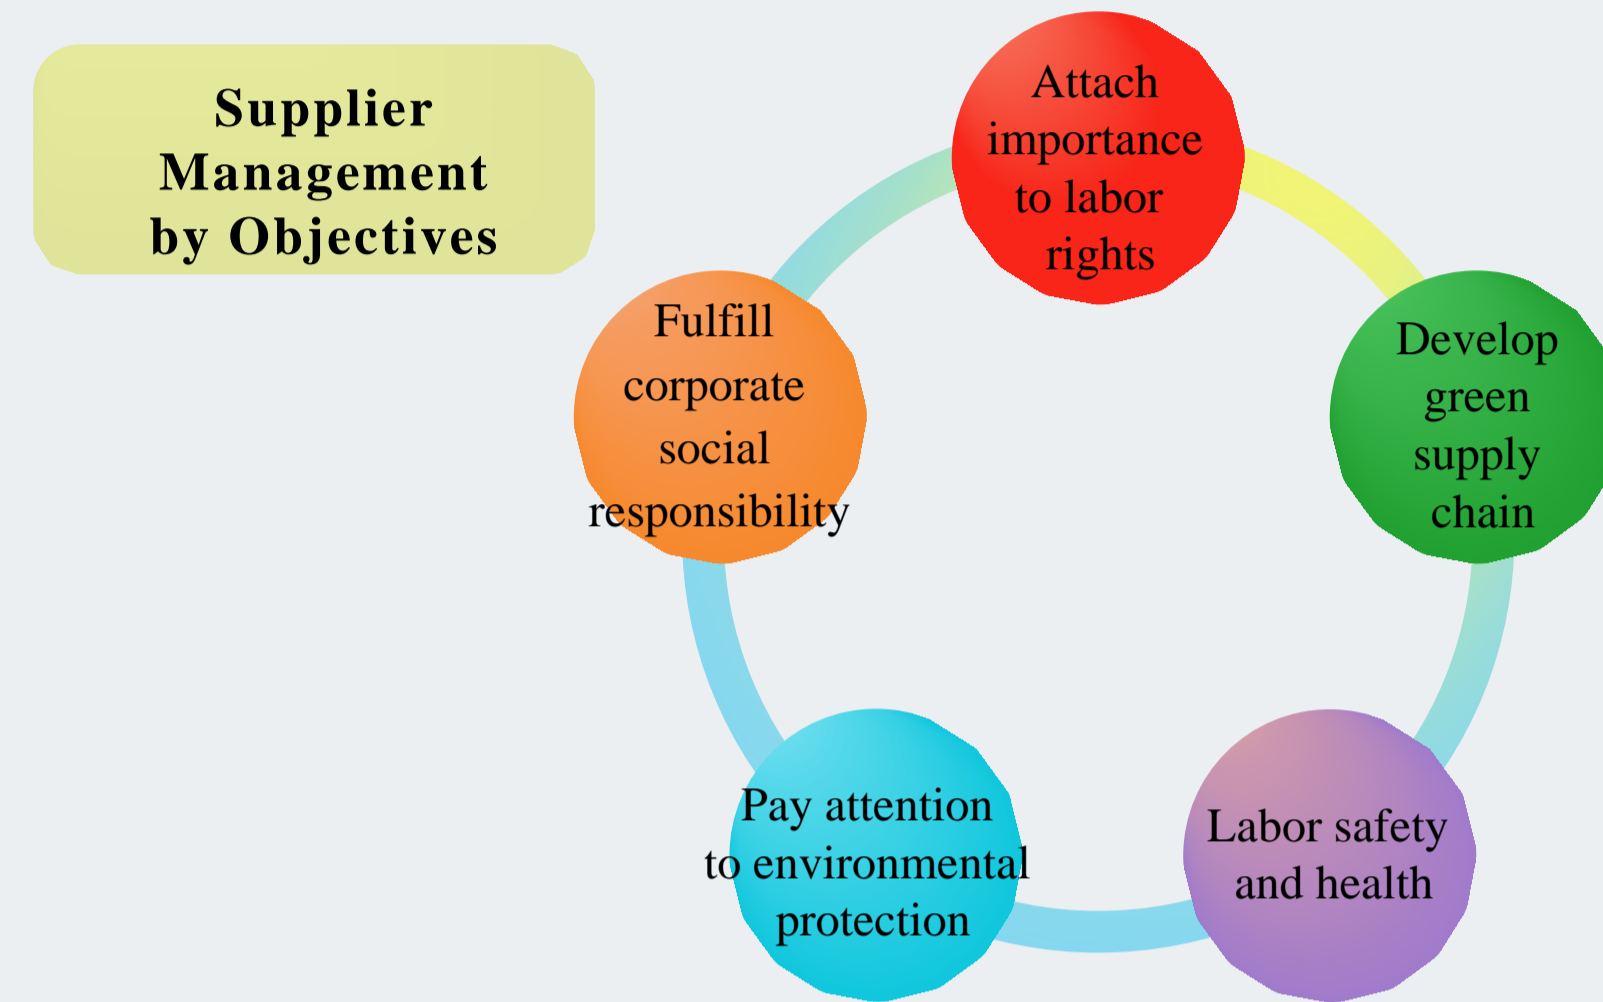 Supplier
Management
by Objectives
Attach
importance
to labor
rights
Develop
green
supply
chain
Labor safety
and health
Pay attention
to environmental
protection
Fulfill
corporate
social
responsibility